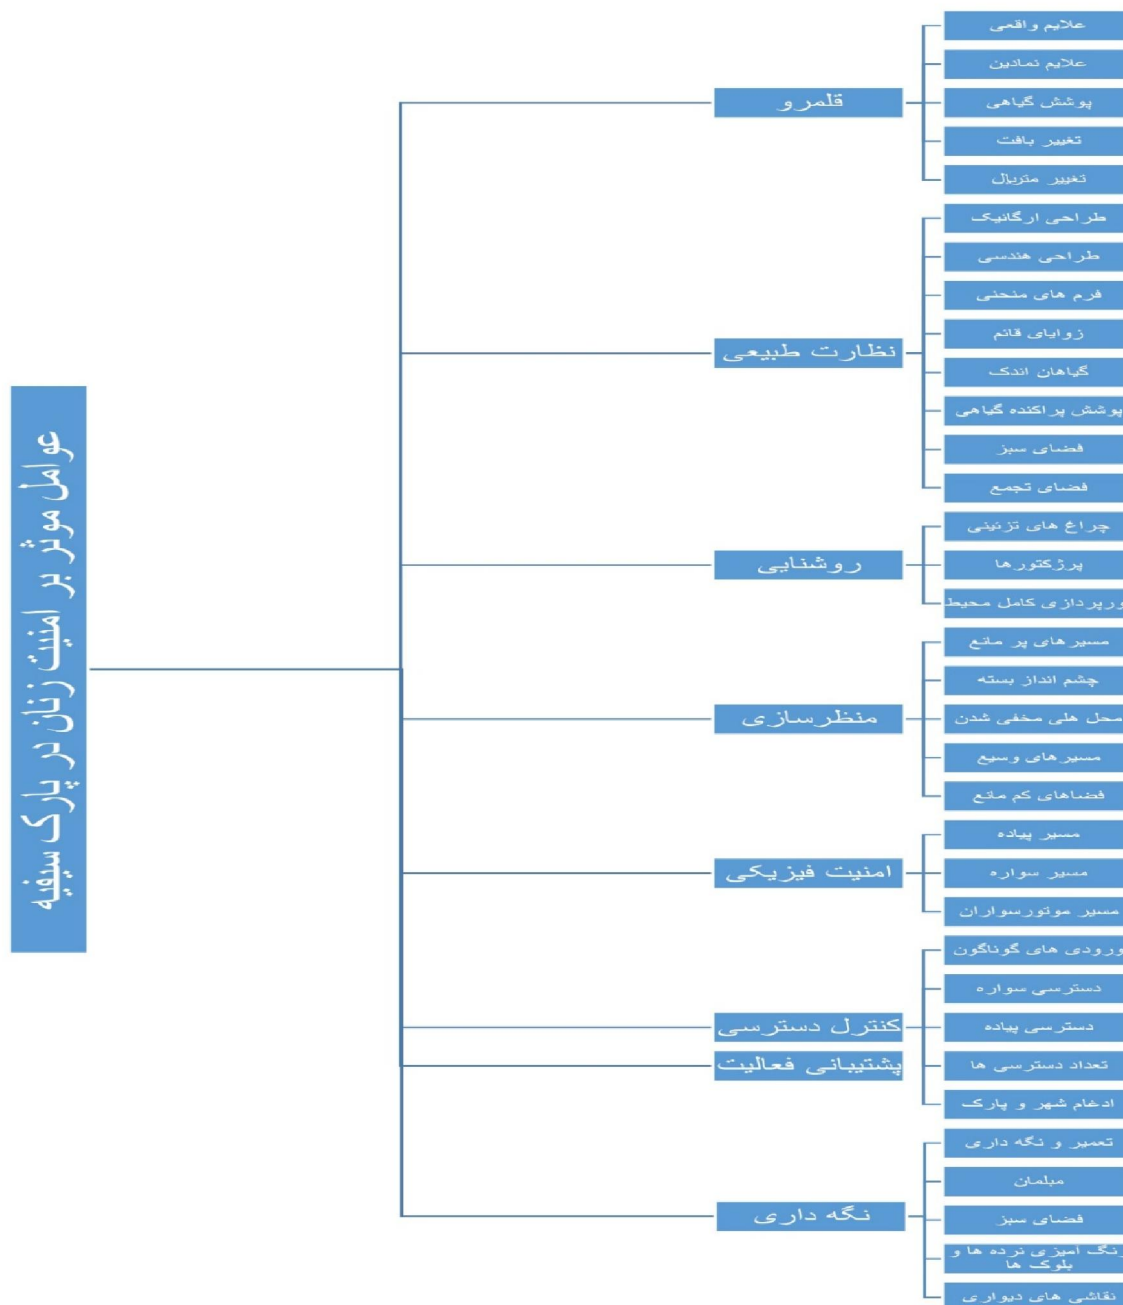 عوامل موثر بر امنیت زنان در پارک سیفیه
قلمرو
علایم واقعی
علایم نمادین
پوشش گیاهی
تغییر بافت
تغییر متریال
نظارت طبیعی
طراحی ارگانیک
طراحی هندسی
فرم های منحنی
زوایای قائم
گیاهان اندک
پوشش پراکنده گیاهی
فضای سبز
فضای تجمع
روشنایی
چراغ های تزئینی
پرژکتورها
ورپردازی کامل محیط
منظرسازی
مسیرهای پر مانع
چشم انداز بسته
محل هلی مخفی شدن
مسیرهای وسیع
فضاهای کم مانع
امنیت فیزیکی
مسیر پیاده
مسیر سواره
مسیر موتورسواران
کنترل دسترسی
ورودی های گوناگون
دسترسی سواره
دسترسی پیاده
تعداد دسترسی ها
ادغام شهر و پارک
پشتیبانی فعالیت
نگه داری
تعمیر و نگه داری
مبلمان
فضای سبز
رنگ آمیزی نرده ها و
بلوک ها
نقاشی های دیواری